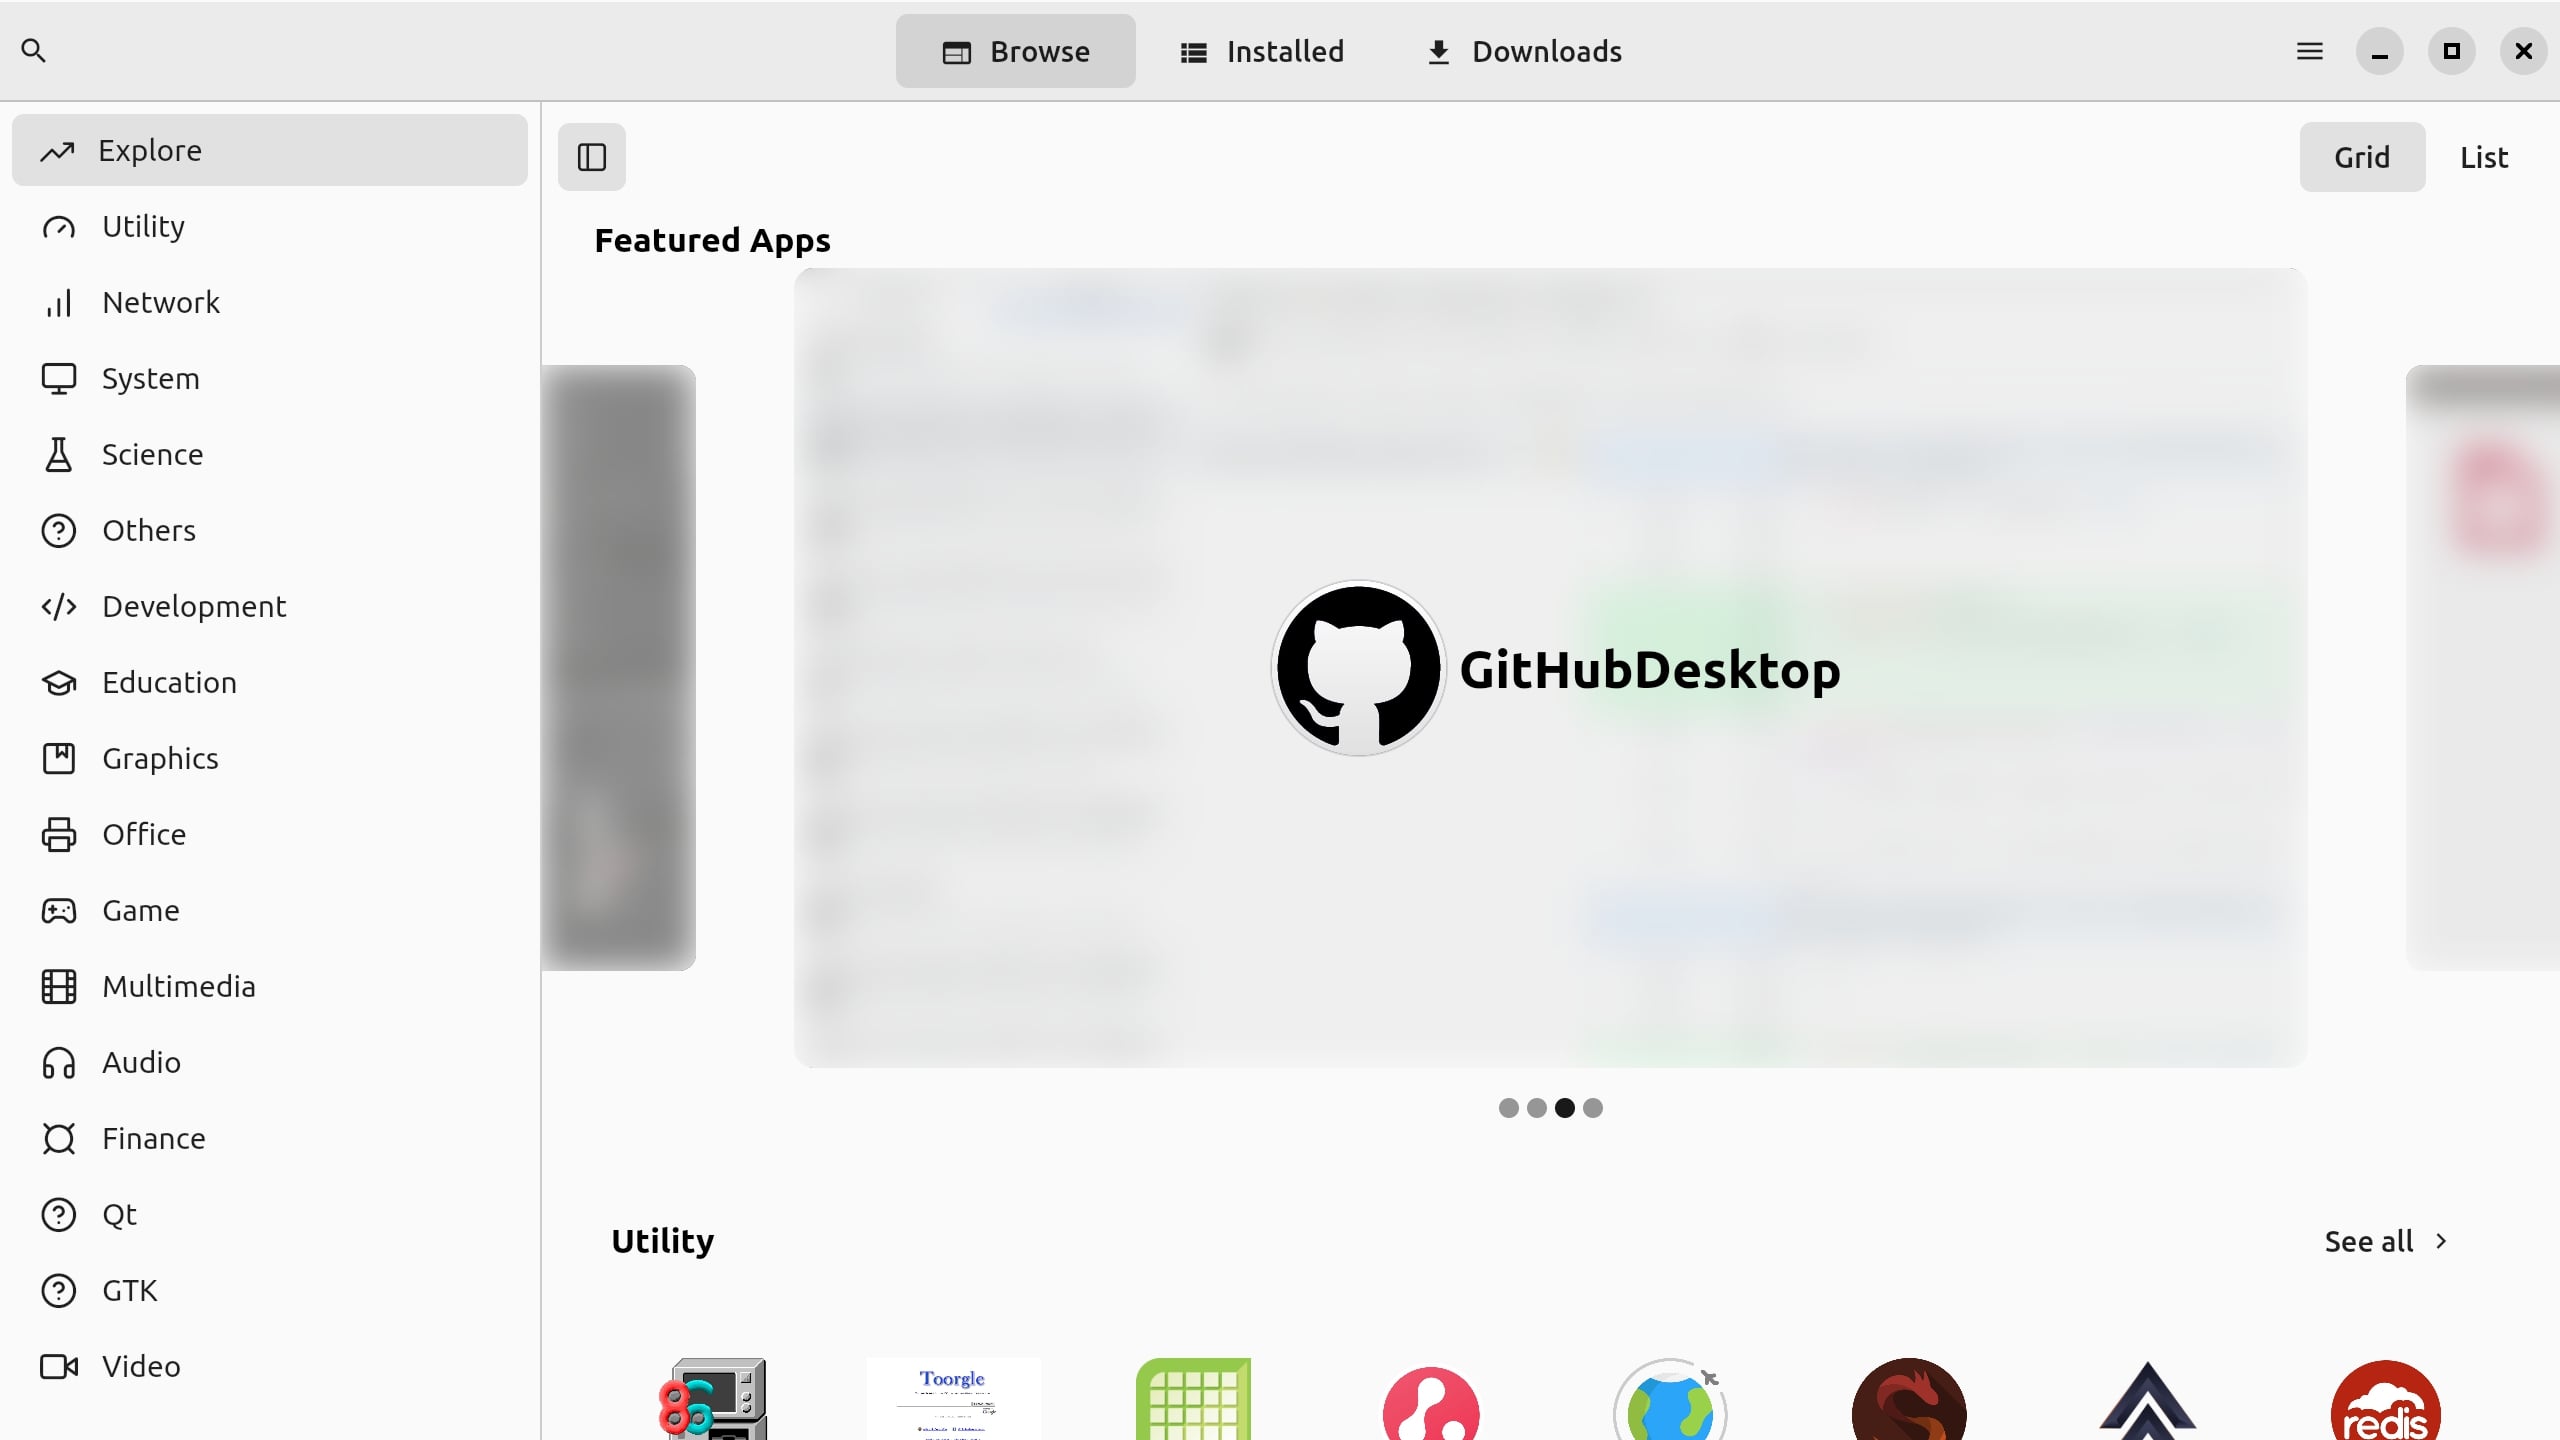 Browse
Installed
Downloads
Explore
Utility
Network
System
Science
Others
Development
Education
Graphics
Office
Game
Multimedia
Audio
Finance
Qt
GTK
Video
Grid
List
Featured Apps
GitHubDesktop
Utility
See all
86
Toorgle
redis